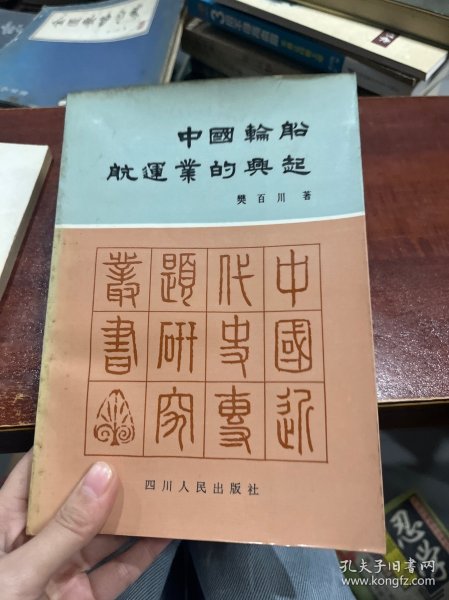 中國輪船
航運業的興起
樊百川 著
中國近
代史專
題研究
叢書
四川人民出版社
忍学
孔夫子旧书网
www.kongfz.com